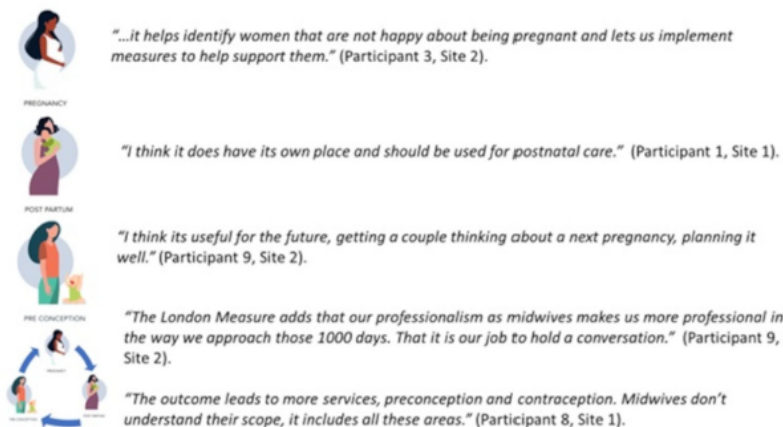 "...it helps identify women that are not happy about being pregnant and lets us implement
measures to help support them." (Participant 3, Site 2).
PREGNANCY
"I think it does have its own place and should be used for postnatal care." (Participant 1, Site 1).
POST PARTUM
"I think its useful for the future, getting a couple thinking about a next pregnancy, planning it
well." (Participant 9, Site 2).
PRE CONCEPTION
"The London Measure adds that our professionalism as midwives makes us more professional in
the way we approach those 1000 days. That it is our job to hold a conversation." (Participant 9,
Site 2).
PREGNANCY
PRE CONCEPTION
POST PARTUM
"The outcome leads to more services, preconception and contraception. Midwives don't
understand their scope, it includes all these areas." (Participant 8, Site 1).